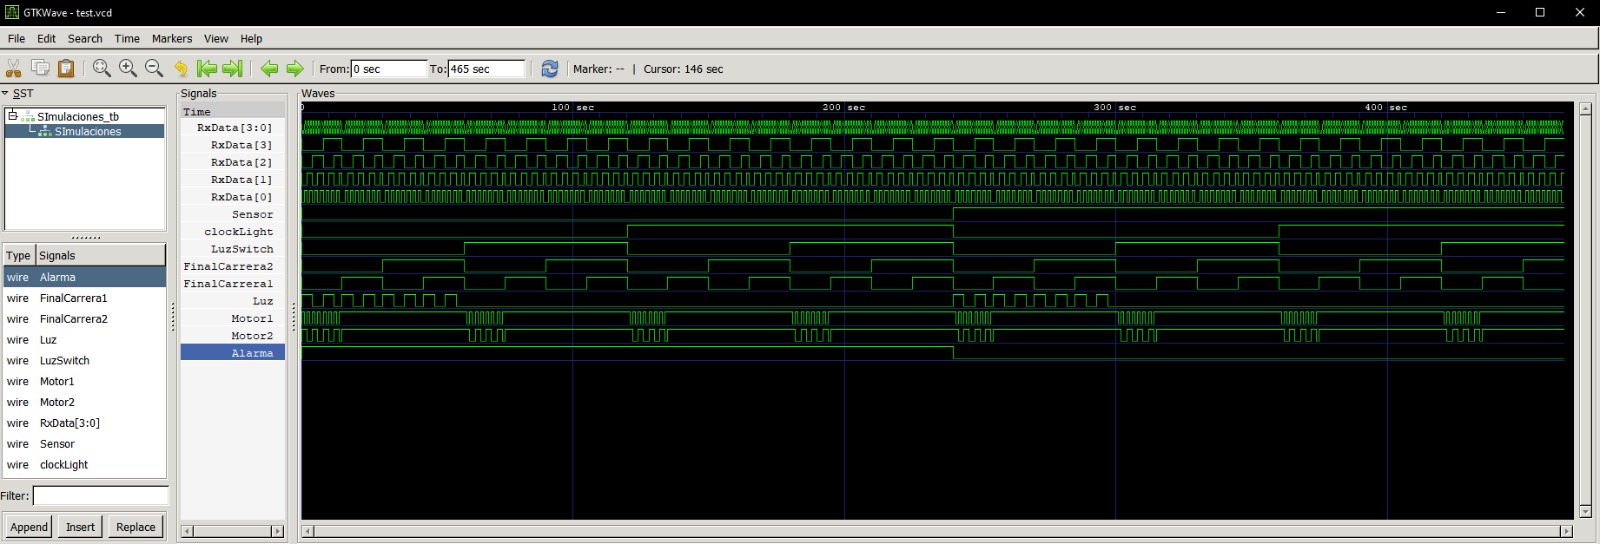 GTKWave - test.vcd
File Edit Search Time Markers View Help
From: 0 sec To: 465 sec Marker: -- | Cursor: 146 sec
SST
SImulaciones_tb
SImulaciones
Type Signals
wire Alarma
wire FinalCarrera1
wire FinalCarrera2
wire Luz
wire LuzSwitch
wire Motor1
wire Motor2
wire RxData[3:0]
wire Sensor
wire clockLight
Filter:
Append Insert Replace
Signals
Time
RxData[3:0]
RxData[3]
RxData[2]
RxData[1]
RxData[0]
Sensor
clockLight
LuzSwitch
FinalCarrera2
FinalCarrera1
Luz
Motor1
Motor2
Alarma
Waves
100 sec 200 sec 300 sec 400 sec